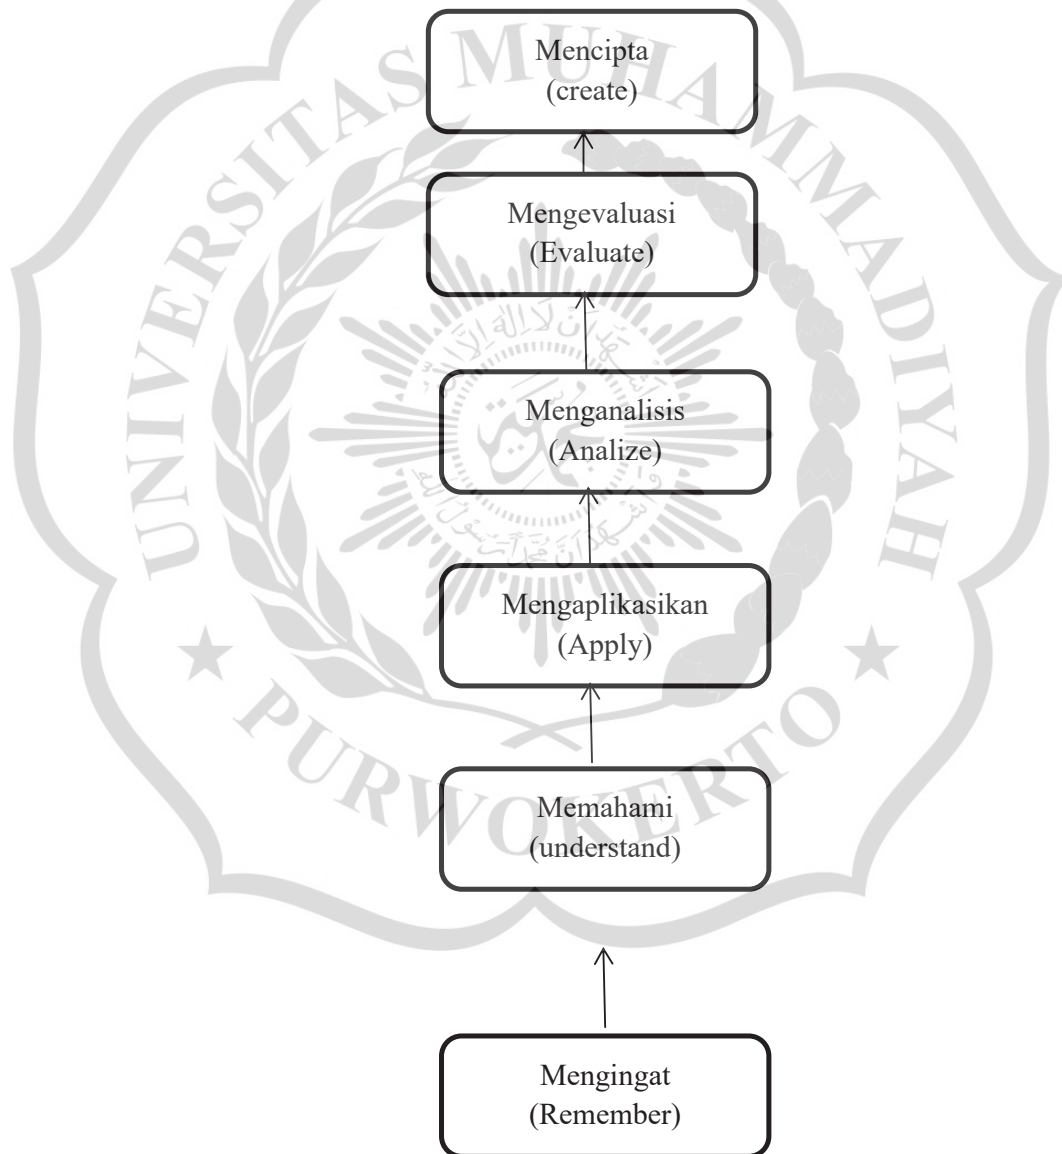 Mencipta
(create)
Mengevaluasi
(Evaluate)
Menganalisis
(Analize)
Mengaplikasikan
(Apply)
Memahami
(understand)
Mengingat
(Remember)
UNIVERSITAS MUHAMMADIYAH
PURWOKERTO